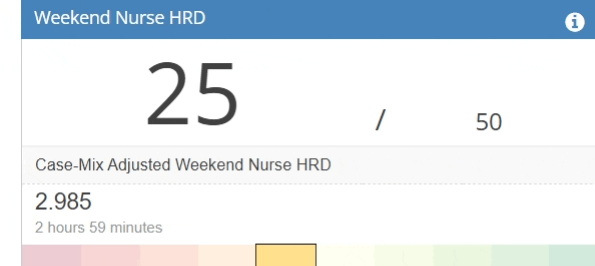 Weekend Nurse HRD
25 / 50
Case-Mix Adjusted Weekend Nurse HRD
2.985
2 hours 59 minutes